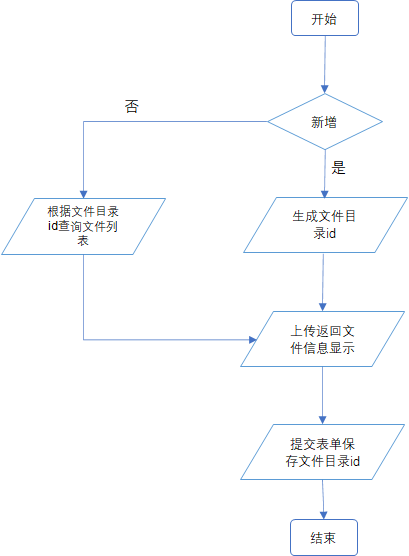 开始
新增
否
是
根据文件目录
id查询文件列
表
生成文件目
录id
上传返回文
件信息显示
提交表单保
存文件目录id
结束